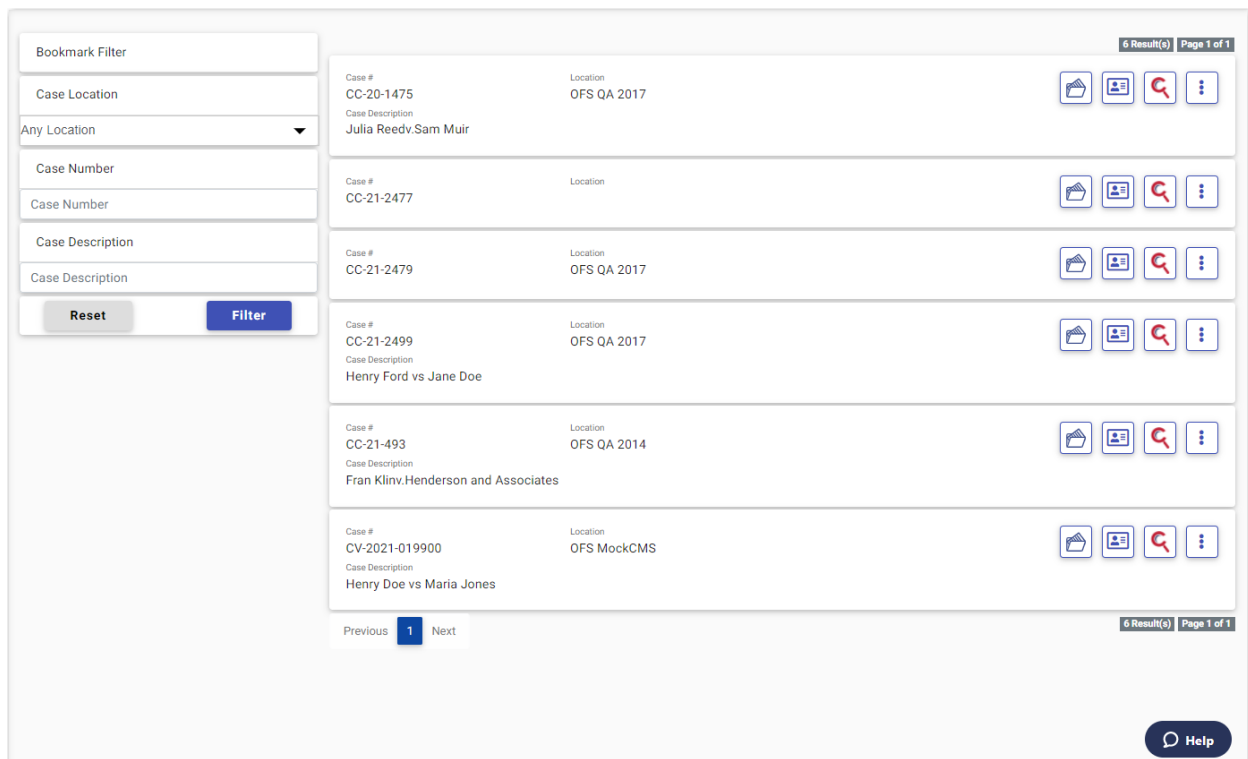 Bookmark Filter
Case Location
Any Location
Case Number
Case Number
Case Description
Case Description
Reset Filter
6 Result(s) Page 1 of 1
Case # Location
CC-20-1475 OFS QA 2017
Case Description
Julia Reedv.Sam Muir
Case # Location
CC-21-2477
Case # Location
CC-21-2479 OFS QA 2017
Case # Location
CC-21-2499 OFS QA 2017
Case Description
Henry Ford vs Jane Doe
Case # Location
CC-21-493 OFS QA 2014
Case Description
Fran Klinv.Henderson and Associates
Case # Location
CV-2021-019900 OFS MockCMS
Case Description
Henry Doe vs Maria Jones
Previous 1 Next
6 Result(s) Page 1 of 1
Help